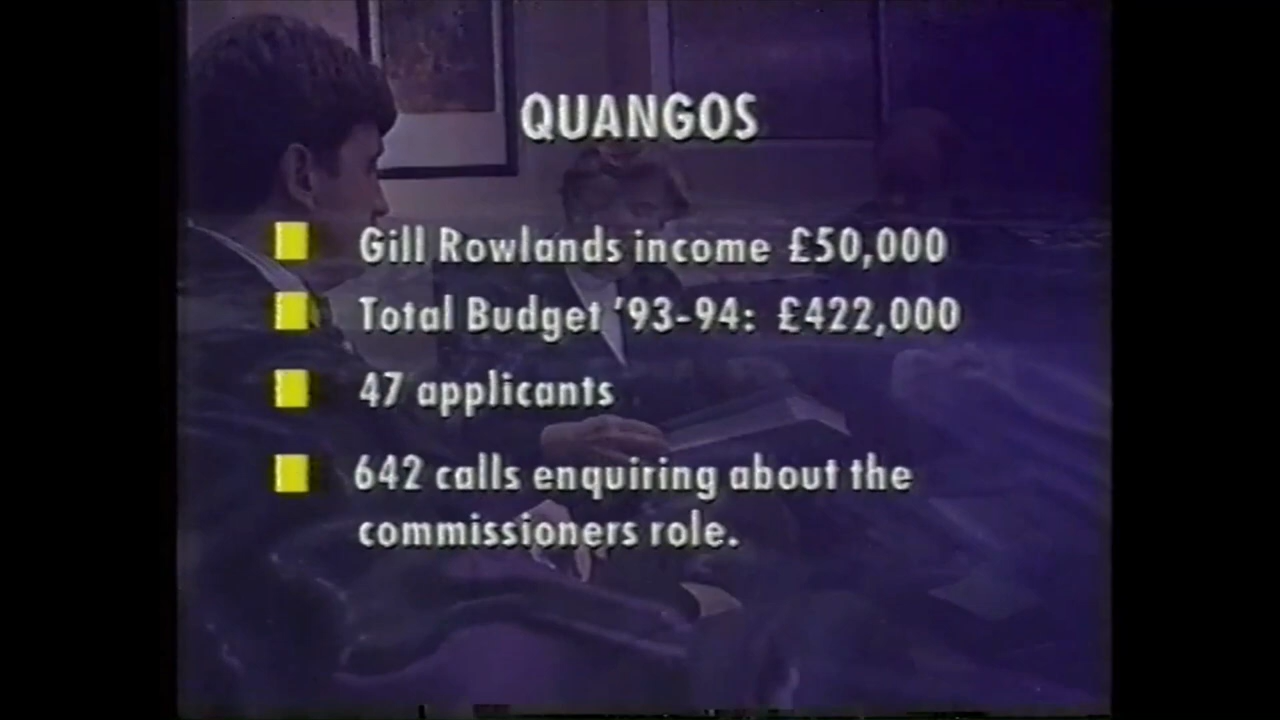 QUANGOS
Gill Rowlands income £50,000
Total Budget '93-94: £422,000
47 applicants
642 calls enquiring about the
commissioners role.